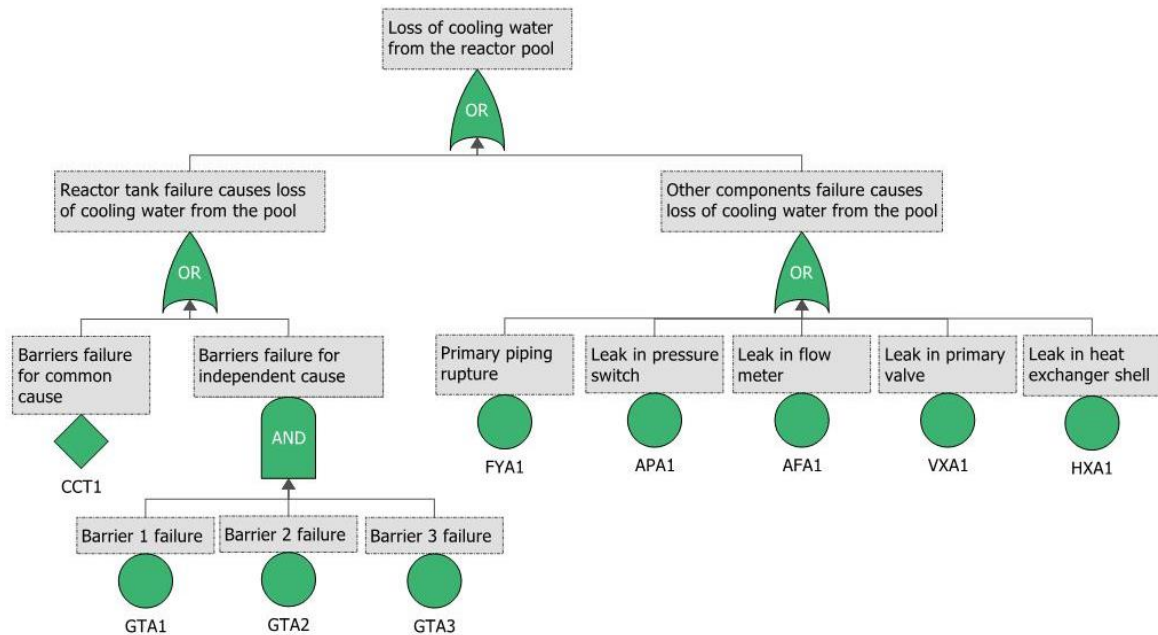 Loss of cooling water
from the reactor pool
OR
Reactor tank failure causes loss
of cooling water from the pool
Other components failure causes
loss of cooling water from the pool
OR
OR
Barriers failure
for common
cause
Barriers failure for
independent cause
Primary piping
rupture
Leak in pressure
switch
Leak in flow
meter
Leak in primary
valve
Leak in heat
exchanger shell
AND
CCT1
FYA1
APA1
AFA1
VXA1
HXA1
Barrier 1 failure
Barrier 2 failure
Barrier 3 failure
GTA1
GTA2
GTA3